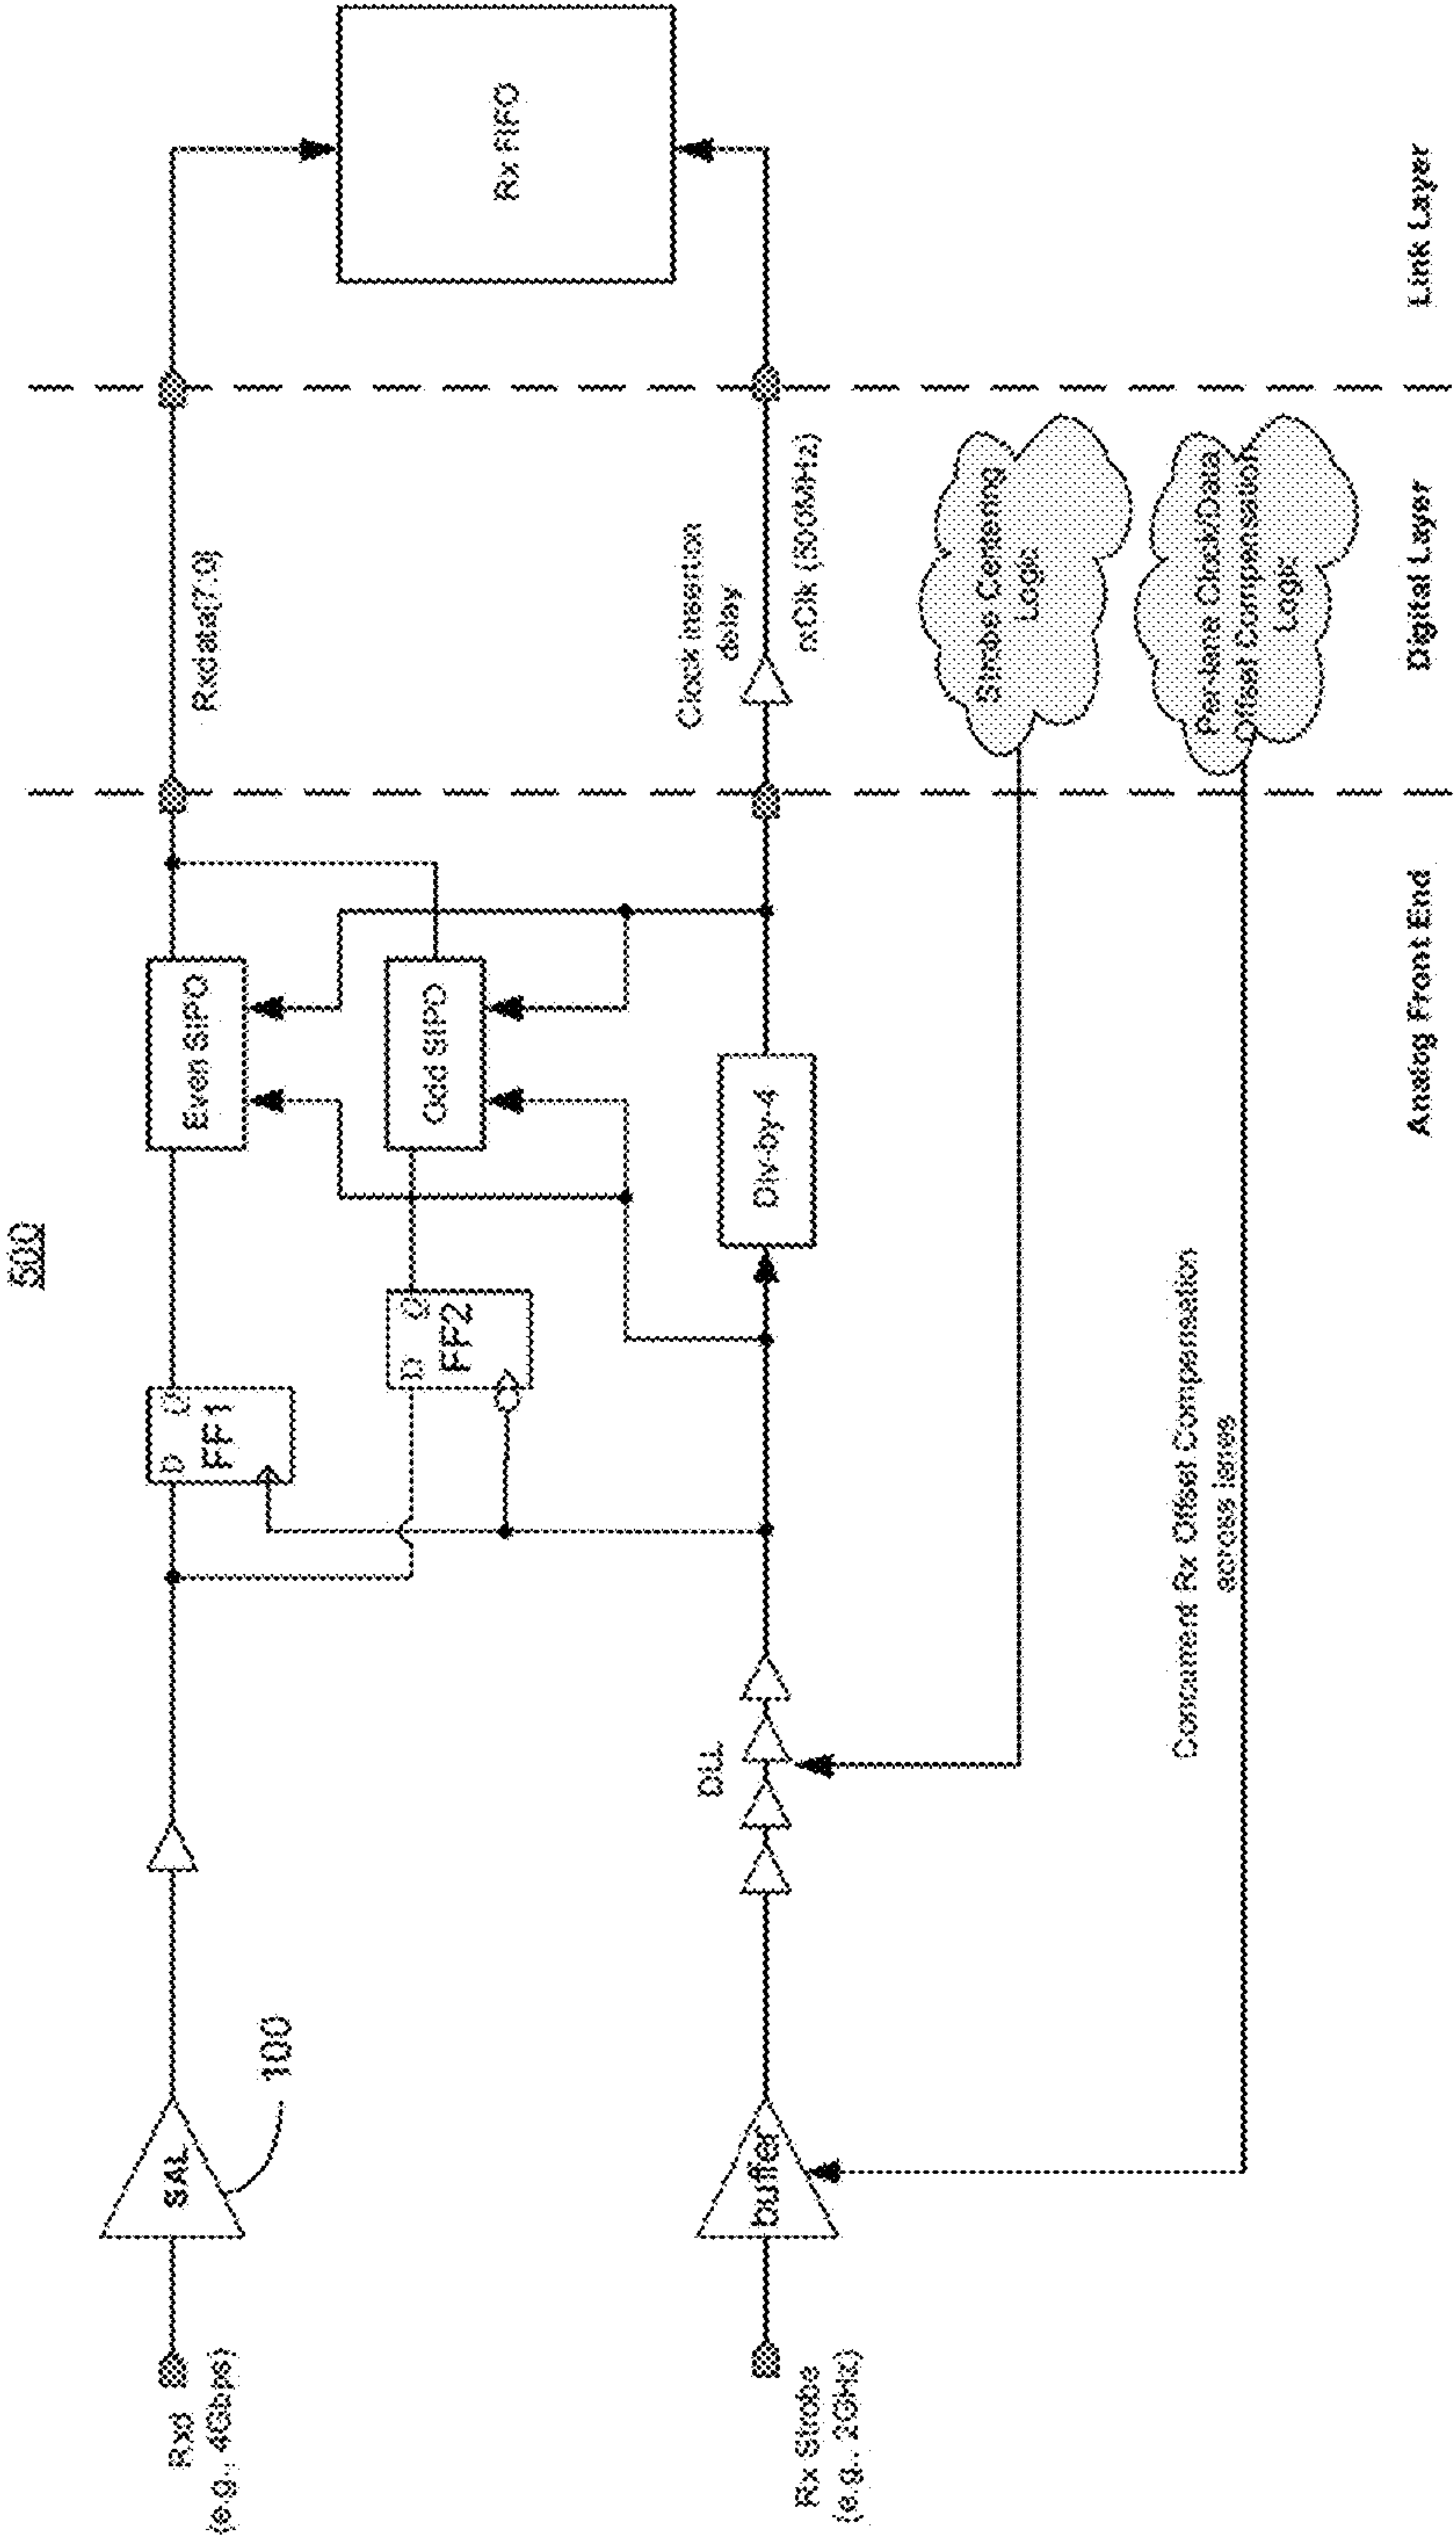 500
Rxd
(e.g., 4Gbps)
SAL
100
D Q
FF1
D Q
FF2
Even SIPO
Odd SIPO
Rxdata[7:0]
Rx FIFO
Rx Strobe
(e.g., 2GHz)
buffer
DLL
Div-by-4
Clock insertion
delay
rxClk (500MHz)
Strobe Centering
Logic
Per-lane Clock/Data
Offset Compensation
Logic
Concurrent Rx Offset Compensation
across lanes
Analog Front End
Digital Layer
Link Layer